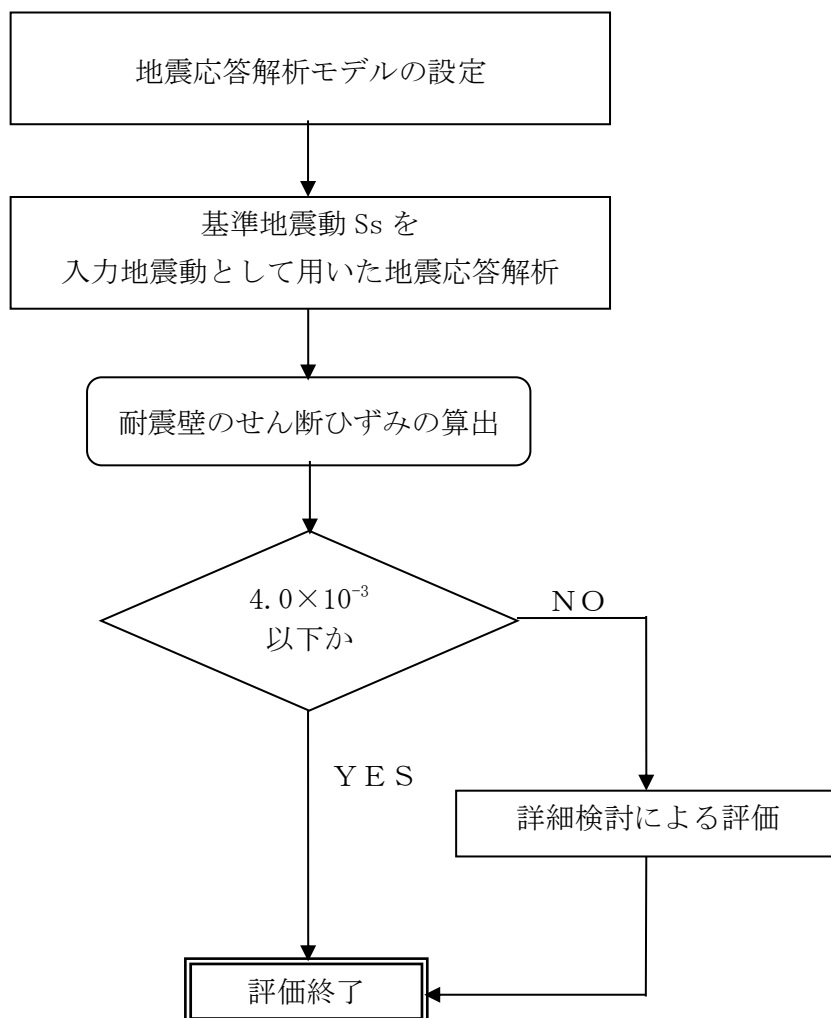 地震応答解析モデルの設定
基準地震動 Ss を
入力地震動として用いた地震応答解析
耐震壁のせん断ひずみの算出
4.0×10⁻³
以下か
ＮＯ
ＹＥＳ
詳細検討による評価
評価終了